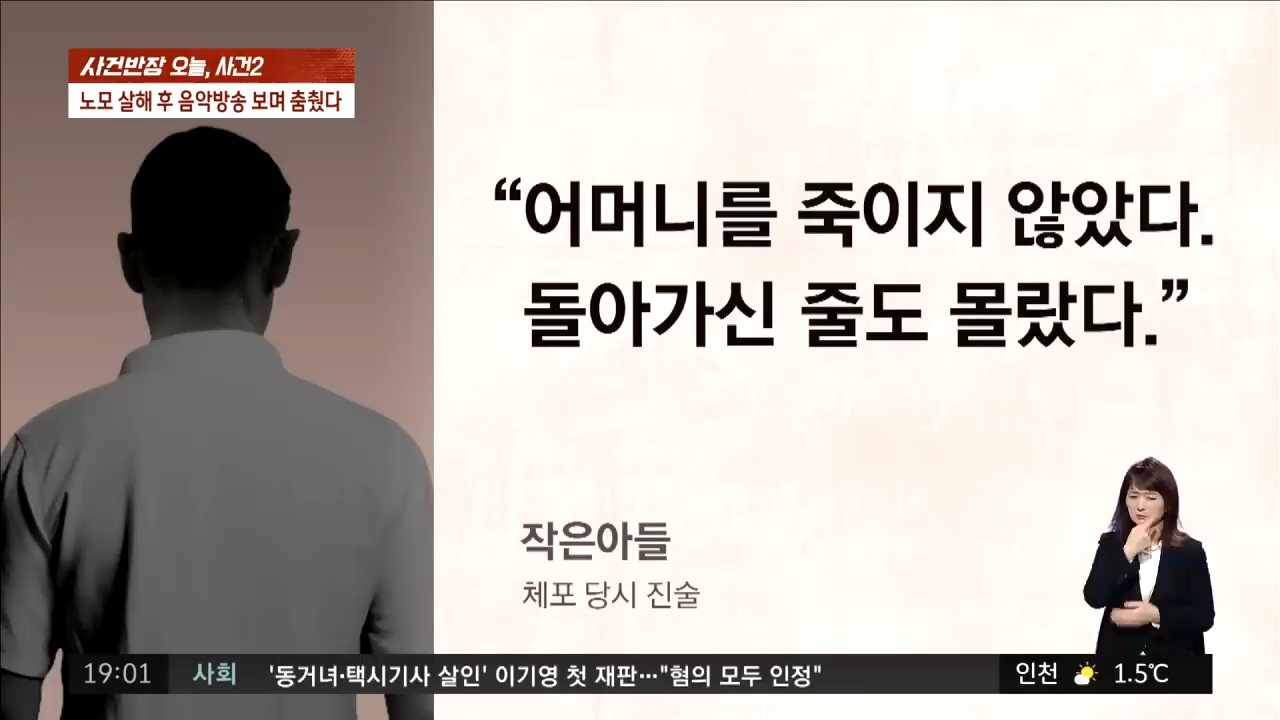 사건반장 오늘, 사건2
노모 살해 후 음악방송 보며 춤췄다
“어머니를 죽이지 않았다.
돌아가신 줄도 몰랐다.”
작은아들
체포 당시 진술
19:01 사회 '동거녀·택시기사 살인' 이기영 첫 재판…"혐의 모두 인정" 인천 1.5℃